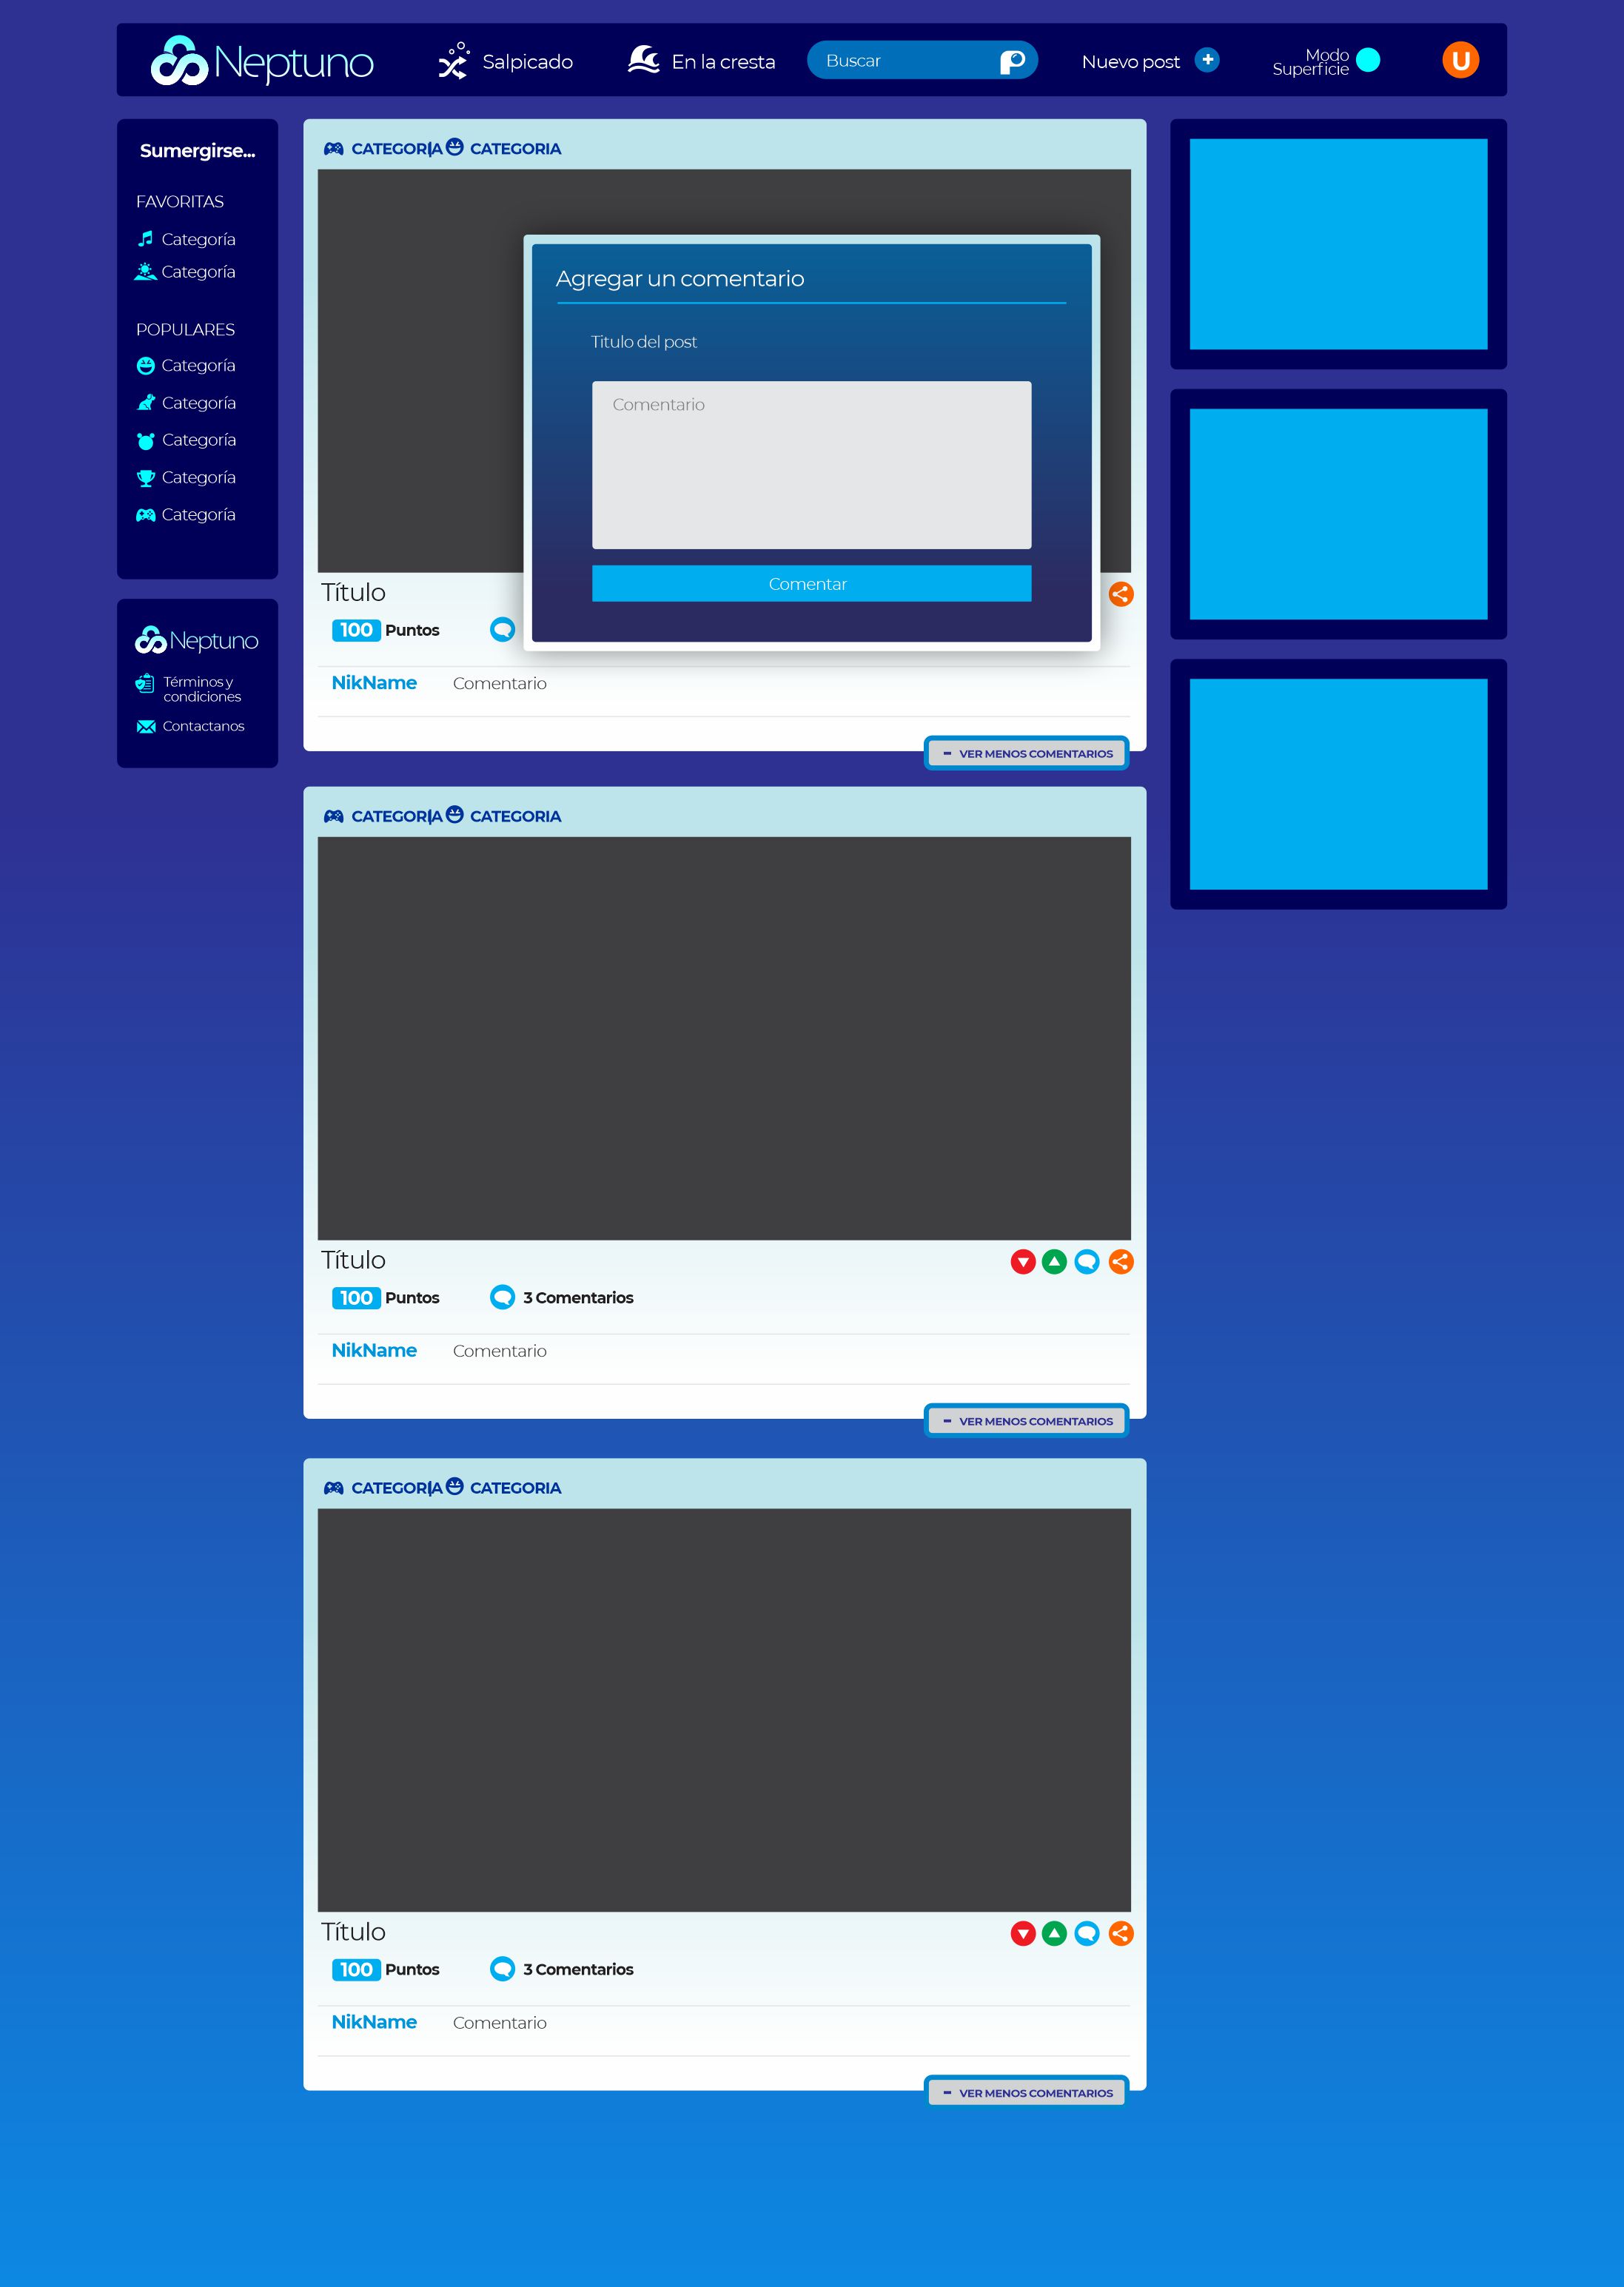 Neptuno
Salpicado
En la cresta
Buscar
Nuevo post
Modo
Superficie
U
Sumergirse...
FAVORITAS
Categoría
Categoría
POPULARES
Categoría
Categoría
Categoría
Categoría
Categoría
Neptuno
Términos y
condiciones
Contactanos
CATEGORÍA CATEGORIA
Agregar un comentario
Titulo del post
Comentario
Comentar
Título
100 Puntos
NikName Comentario
- VER MENOS COMENTARIOS
CATEGORÍA CATEGORIA
Título
100 Puntos 3 Comentarios
NikName Comentario
- VER MENOS COMENTARIOS
CATEGORÍA CATEGORIA
Título
100 Puntos 3 Comentarios
NikName Comentario
- VER MENOS COMENTARIOS